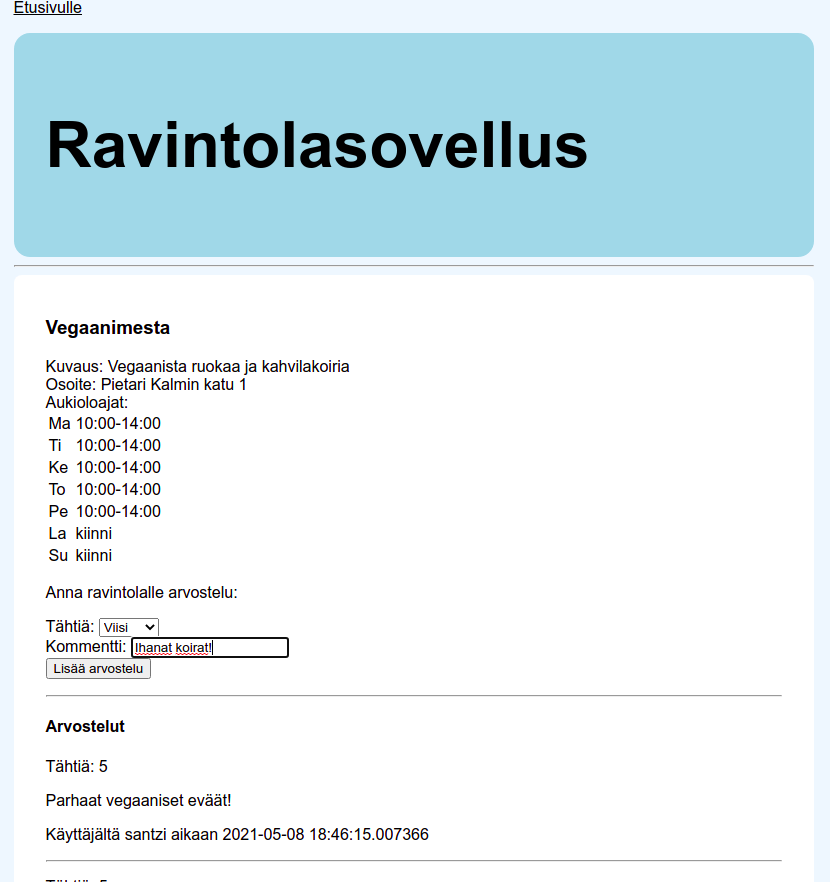 Etusivulle
Ravintolasovellus
Vegaanimesta
Kuvaus: Vegaanista ruokaa ja kahvilakoiria
Osoite: Pietari Kalmin katu 1
Aukioloajat:
Ma 10:00-14:00
Ti 10:00-14:00
Ke 10:00-14:00
To 10:00-14:00
Pe 10:00-14:00
La kiinni
Su kiinni
Anna ravintolalle arvostelu:
Tähtiä: Viisi
Kommentti: Ihanat koirat!
Lisää arvostelu
Arvostelut
Tähtiä: 5
Parhaat vegaaniset eväät!
Käyttäjältä santzi aikaan 2021-05-08 18:46:15.007366